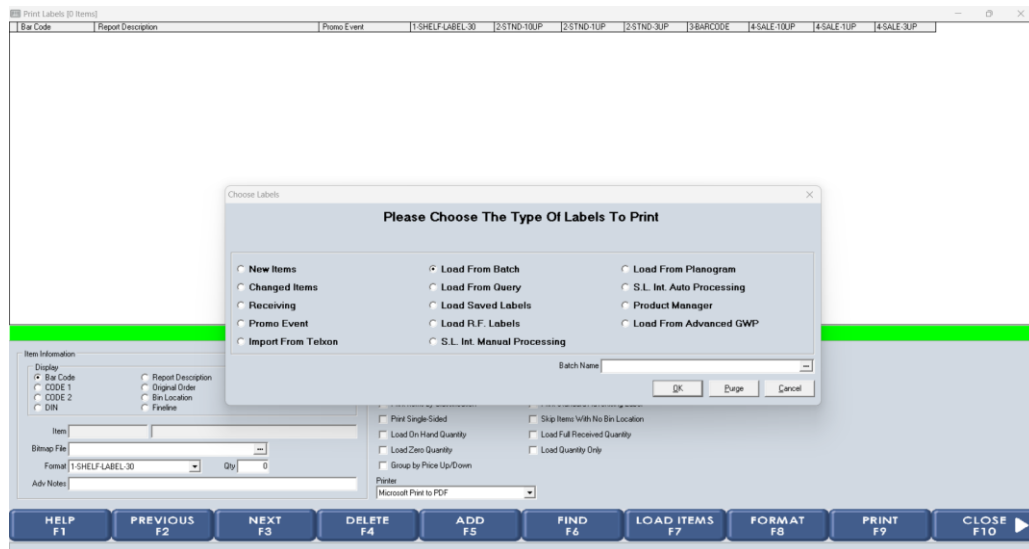 Print Labels [0 Items]
Bar Code Report Description Promo Event 1-SHELF-LABEL-30 2-STND-10UP 2-STND-1UP 2-STND-3UP 3-BARCODE 4-SALE-10UP 4-SALE-1UP 4-SALE-3UP
Choose Labels
Please Choose The Type Of Labels To Print
New Items Load From Batch Load From Planogram
Changed Items Load From Query S.L. Int. Auto Processing
Receiving Load Saved Labels Product Manager
Promo Event Load R.F. Labels Load From Advanced GWP
Import From Telxon S.L. Int. Manual Processing
Batch Name ...
OK Purge Cancel
Item Information
Display
Bar Code Report Description
CODE 1 Original Order
CODE 2 Bin Location
DIN Fineline
Print Single-Sided Skip Items With No Bin Location
Item Load On Hand Quantity Load Full Received Quantity
Bitmap File ... Load Zero Quantity Load Quantity Only
Format 1-SHELF-LABEL-30 Qty 0 Group by Price Up/Down
Adv Notes Printer
Microsoft Print to PDF
HELP PREVIOUS NEXT DELETE ADD FIND LOAD ITEMS FORMAT PRINT CLOSE
F1 F2 F3 F4 F5 F6 F7 F8 F9 F10